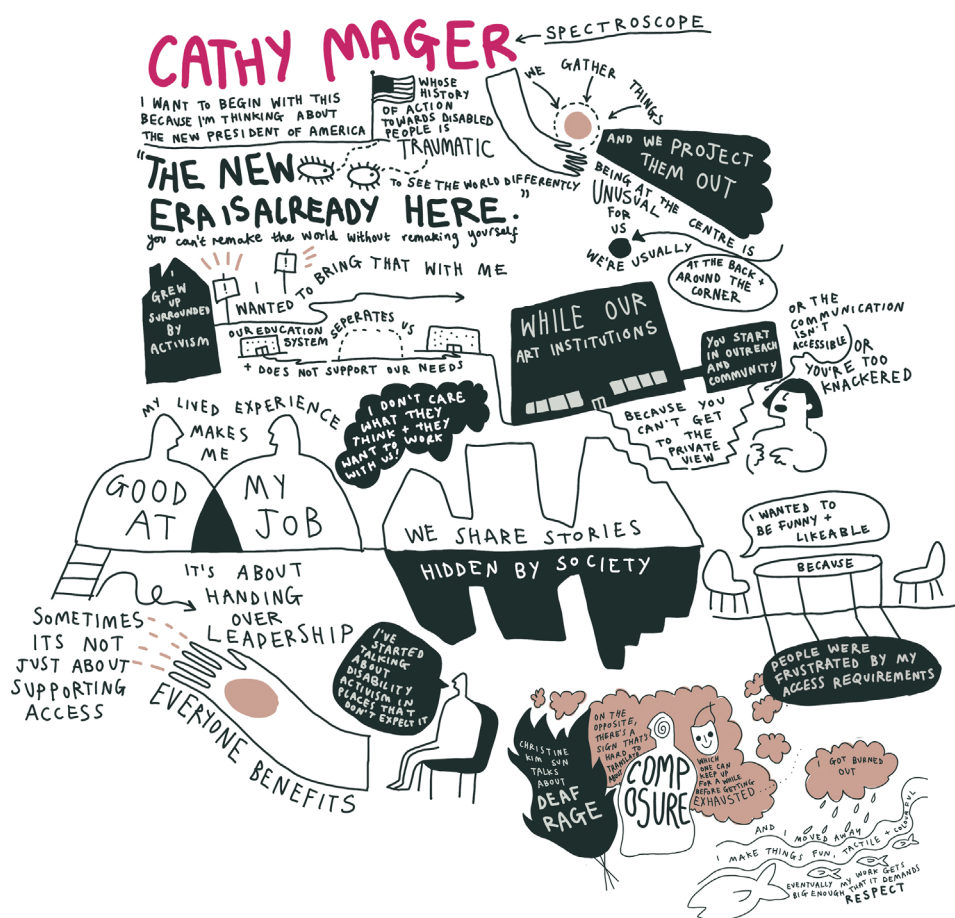 CATHY MAGER
SPECTROSCOPE
I WANT TO BEGIN WITH THIS
BECAUSE I'M THINKING ABOUT
THE NEW PRESIDENT OF AMERICA
WHOSE
HISTORY
OF ACTION
TOWARDS DISABLED
PEOPLE IS
TRAUMATIC
"THE NEW
TO SEE THE WORLD DIFFERENTLY
ERA IS ALREADY HERE."
you can't remake the world without remaking yourself
WE GATHER THINGS
AND WE PROJECT
THEM OUT
BEING AT THE CENTRE IS
UNUSUAL
FOR
US
WE'RE USUALLY
AT THE BACK +
AROUND THE
CORNER
I
GREW
UP
SURROUNDED
BY
ACTIVISM
I
WANTED TO BRING THAT WITH ME
OUR EDUCATION
SYSTEM
SEPERATES US
+ DOES NOT SUPPORT OUR NEEDS
WHILE OUR
ART INSTITUTIONS
YOU START
IN OUTREACH
AND
COMMUNITY
BECAUSE YOU
CAN'T GET
TO THE
PRIVATE
VIEW
OR THE
COMMUNICATION
ISN'T
ACCESSIBLE
OR
YOU'RE TOO
KNACKERED
MY LIVED EXPERIENCE
MAKES
ME
GOOD
AT
MY
JOB
I DON'T CARE
WHAT THEY
THINK + THEY
WANT TO WORK
WITH US?
WE SHARE STORIES
HIDDEN BY SOCIETY
I WANTED TO
BE FUNNY +
LIKEABLE
BECAUSE
PEOPLE WERE
FRUSTRATED BY MY
ACCESS REQUIREMENTS
IT'S ABOUT
HANDING
OVER
LEADERSHIP
SOMETIMES
ITS NOT
JUST ABOUT
SUPPORTING
ACCESS
EVERYONE BENEFITS
I'VE
STARTED
TALKING
ABOUT
DISABILITY
ACTIVISM IN
PLACES THAT
DON'T EXPECT IT
CHRISTINE
KIM SUN
TALKS
ABOUT
DEAF
RAGE
ON THE
OPPOSITE,
THERE'S A
SIGN THAT'S
HARD TO
TRANSLATE
COMP
OSURE
WHICH
ONE CAN
KEEP UP
FOR A WHILE
BEFORE GETTING
EXHAUSTED....
I GOT BURNED
OUT
AND I MOVED AWAY
I MAKE THINGS FUN, TACTILE + COLOURFUL
EVENTUALLY MY WORK GETS
BIG ENOUGH THAT IT DEMANDS
RESPECT